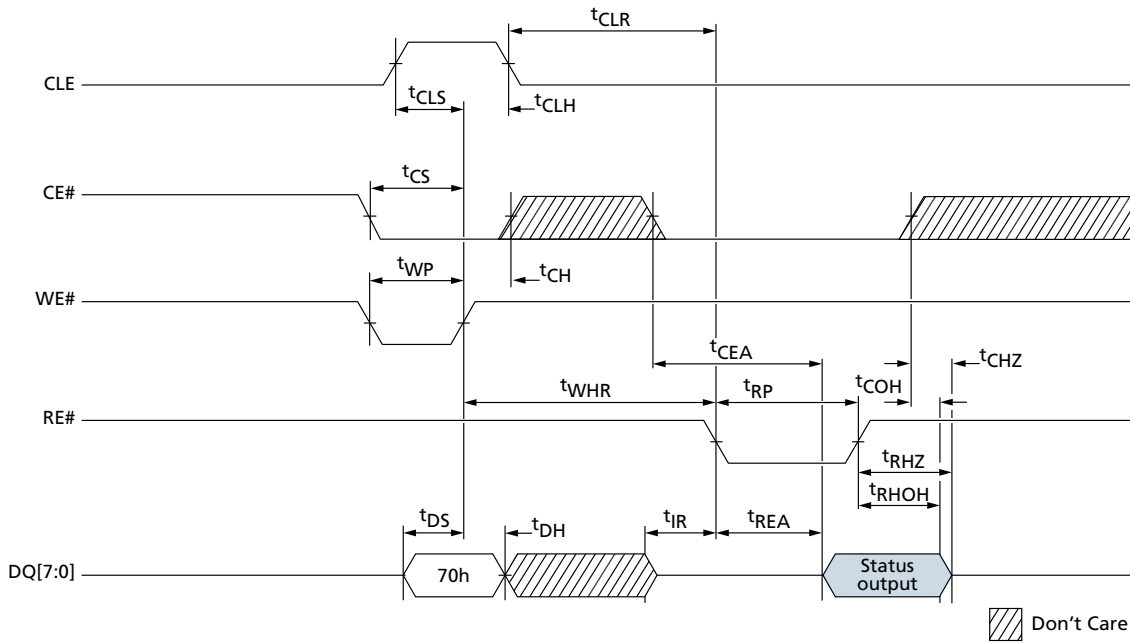 tCLR
CLE
tCLS
tCLH
tCS
CE#
tWP
tCH
WE#
tCEA
tCHZ
tCOH
tWHR
tRP
RE#
tRHZ
tRHOH
tDS
tDH
tIR
tREA
DQ[7:0]
70h
Status
output
Don't Care